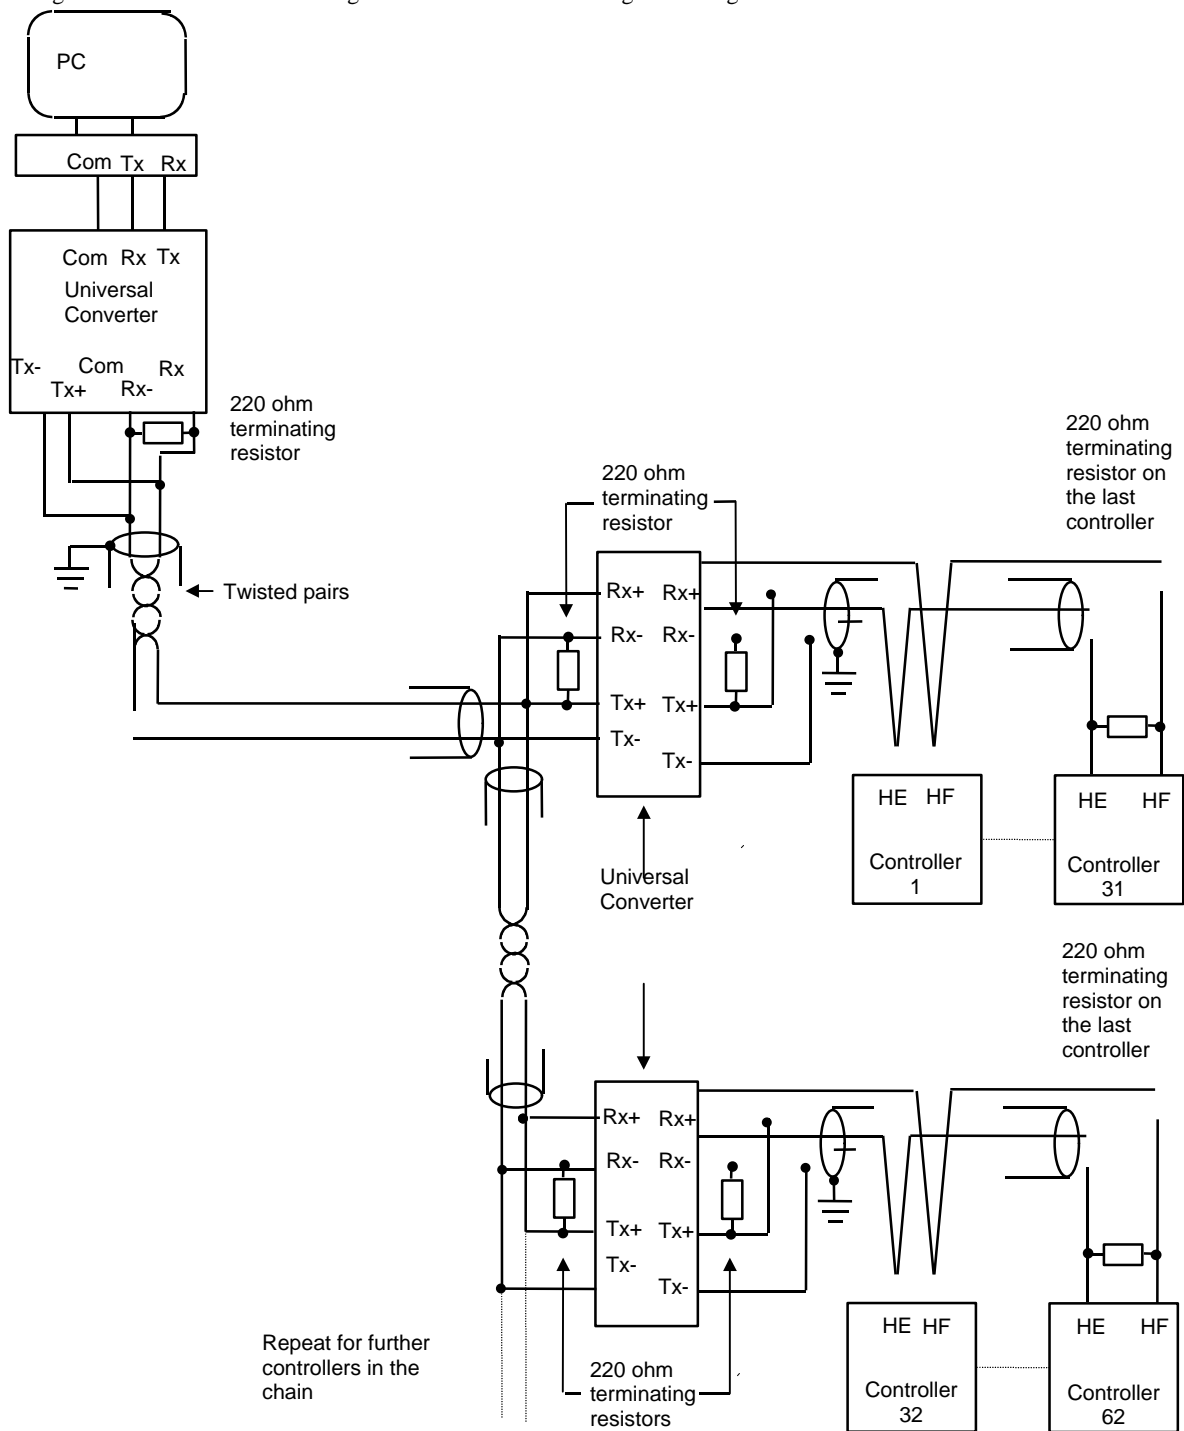 PC
Com Tx Rx
Com Rx Tx
Universal
Converter
Tx- Com Rx
Tx+ Rx-
220 ohm
terminating
resistor
Twisted pairs
220 ohm
terminating
resistor
220 ohm
terminating
resistor on
the last
controller
Rx+ Rx+
Rx- Rx-
Tx+ Tx+
Tx-
Tx-
Universal
Converter
HE HF
Controller
1
HE HF
Controller
31
220 ohm
terminating
resistor on
the last
controller
Rx+ Rx+
Rx- Rx-
Tx+ Tx+
Tx-
Tx-
HE HF
Controller
32
HE HF
Controller
62
Repeat for further
controllers in the
chain
220 ohm
terminating
resistors